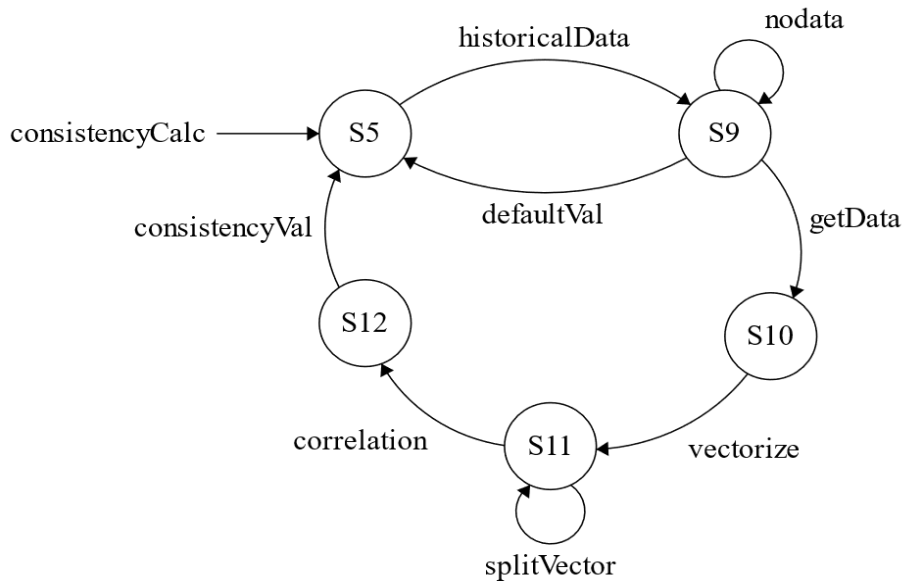 nodata
historicalData
consistencyCalc
S5
S9
defaultVal
getData
consistencyVal
S12
S10
correlation
S11
vectorize
splitVector